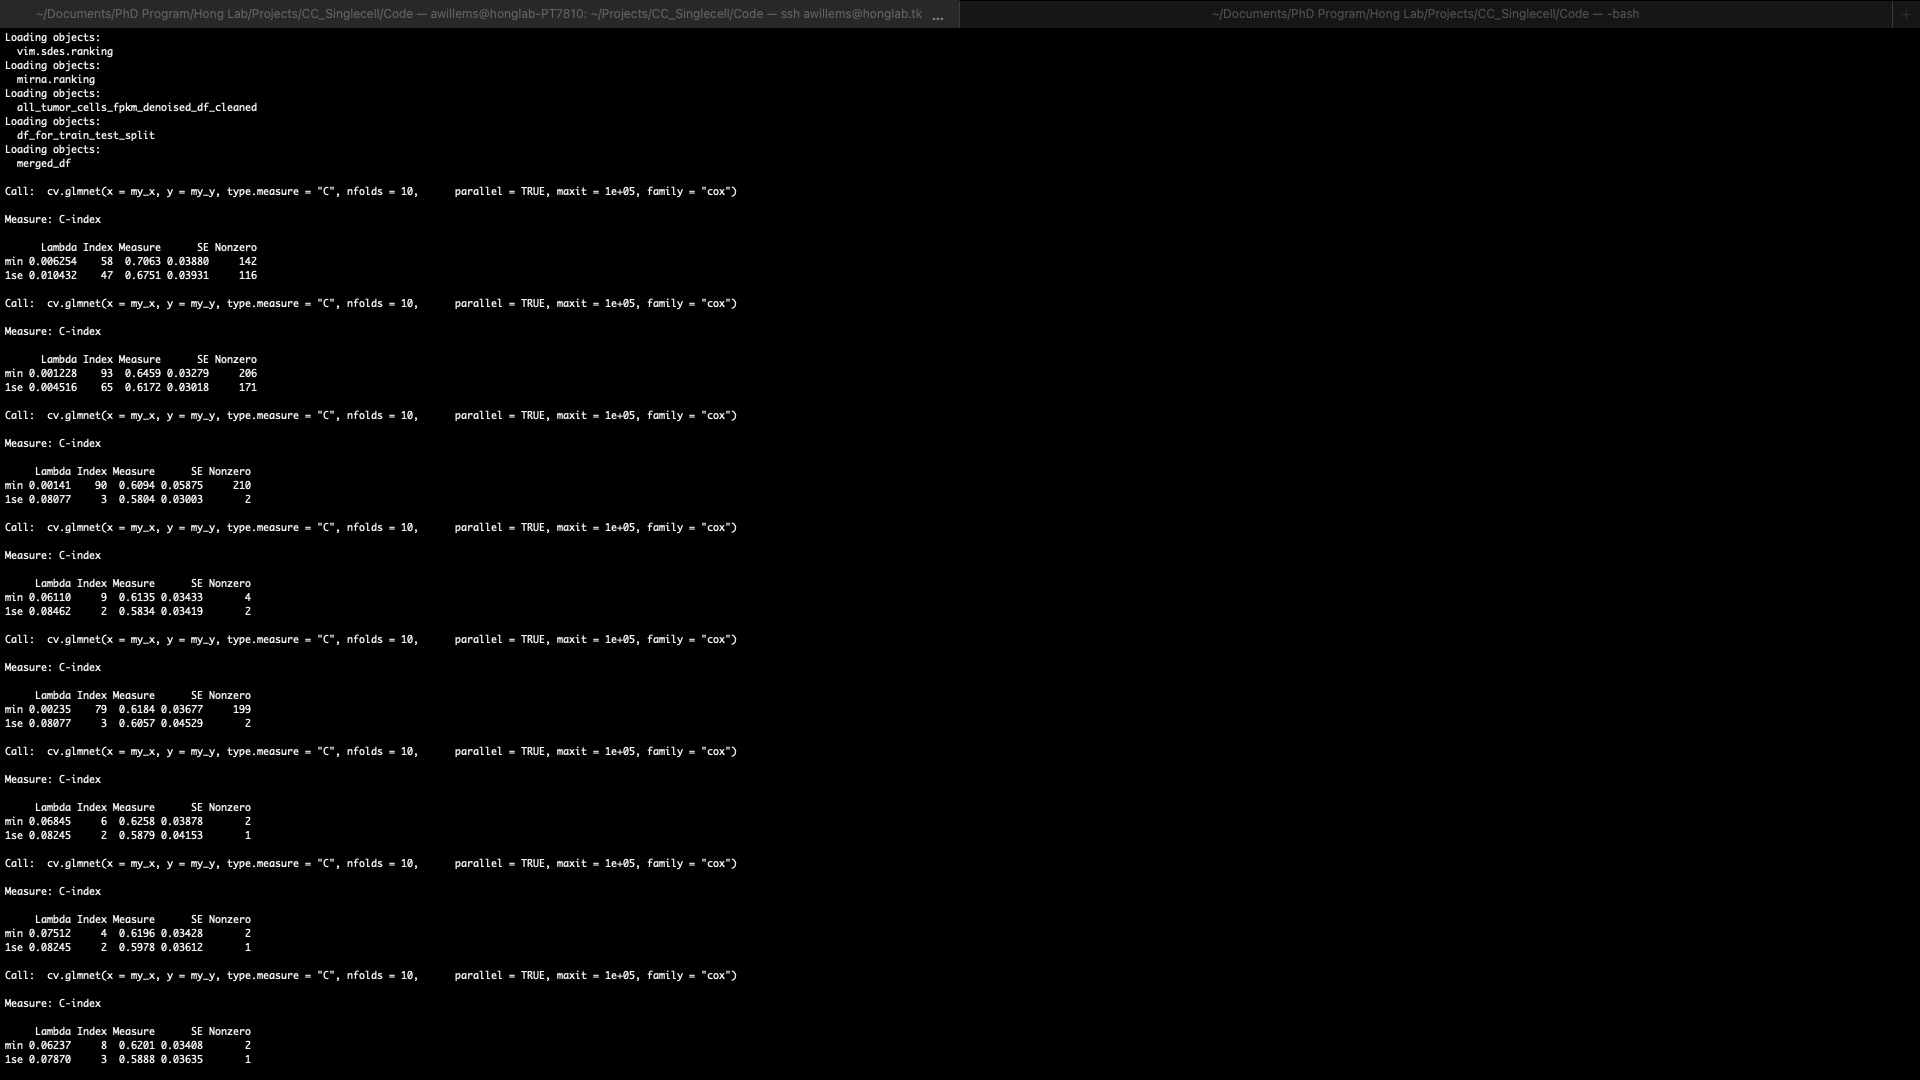 ~/Documents/PhD Program/Hong Lab/Projects/CC_Singlecell/Code — awillems@honglab-PT7810: ~/Projects/CC_Singlecell/Code — ssh awillems@honglab.tk ...
~/Documents/PhD Program/Hong Lab/Projects/CC_Singlecell/Code — -bash
+
Loading objects:
  vim.sdes.ranking
Loading objects:
  mirna.ranking
Loading objects:
  all_tumor_cells_fpkm_denoised_df_cleaned
Loading objects:
  df_for_train_test_split
Loading objects:
  merged_df
Call:  cv.glmnet(x = my_x, y = my_y, type.measure = "C", nfolds = 10,      parallel = TRUE, maxit = 1e+05, family = "cox")
Measure: C-index
      Lambda Index Measure      SE Nonzero
min 0.006254    58  0.7063 0.03880     142
1se 0.010432    47  0.6751 0.03931     116
Call:  cv.glmnet(x = my_x, y = my_y, type.measure = "C", nfolds = 10,      parallel = TRUE, maxit = 1e+05, family = "cox")
Measure: C-index
      Lambda Index Measure      SE Nonzero
min 0.001228    93  0.6459 0.03279     206
1se 0.004516    65  0.6172 0.03018     171
Call:  cv.glmnet(x = my_x, y = my_y, type.measure = "C", nfolds = 10,      parallel = TRUE, maxit = 1e+05, family = "cox")
Measure: C-index
     Lambda Index Measure      SE Nonzero
min 0.00141    90  0.6094 0.05875     210
1se 0.08077     3  0.5804 0.03003       2
Call:  cv.glmnet(x = my_x, y = my_y, type.measure = "C", nfolds = 10,      parallel = TRUE, maxit = 1e+05, family = "cox")
Measure: C-index
     Lambda Index Measure      SE Nonzero
min 0.06110     9  0.6135 0.03433       4
1se 0.08462     2  0.5834 0.03419       2
Call:  cv.glmnet(x = my_x, y = my_y, type.measure = "C", nfolds = 10,      parallel = TRUE, maxit = 1e+05, family = "cox")
Measure: C-index
     Lambda Index Measure      SE Nonzero
min 0.00235    79  0.6184 0.03677     199
1se 0.08077     3  0.6057 0.04529       2
Call:  cv.glmnet(x = my_x, y = my_y, type.measure = "C", nfolds = 10,      parallel = TRUE, maxit = 1e+05, family = "cox")
Measure: C-index
     Lambda Index Measure      SE Nonzero
min 0.06845     6  0.6258 0.03878       2
1se 0.08245     2  0.5879 0.04153       1
Call:  cv.glmnet(x = my_x, y = my_y, type.measure = "C", nfolds = 10,      parallel = TRUE, maxit = 1e+05, family = "cox")
Measure: C-index
     Lambda Index Measure      SE Nonzero
min 0.07512     4  0.6196 0.03428       2
1se 0.08245     2  0.5978 0.03612       1
Call:  cv.glmnet(x = my_x, y = my_y, type.measure = "C", nfolds = 10,      parallel = TRUE, maxit = 1e+05, family = "cox")
Measure: C-index
     Lambda Index Measure      SE Nonzero
min 0.06237     8  0.6201 0.03408       2
1se 0.07870     3  0.5888 0.03635       1